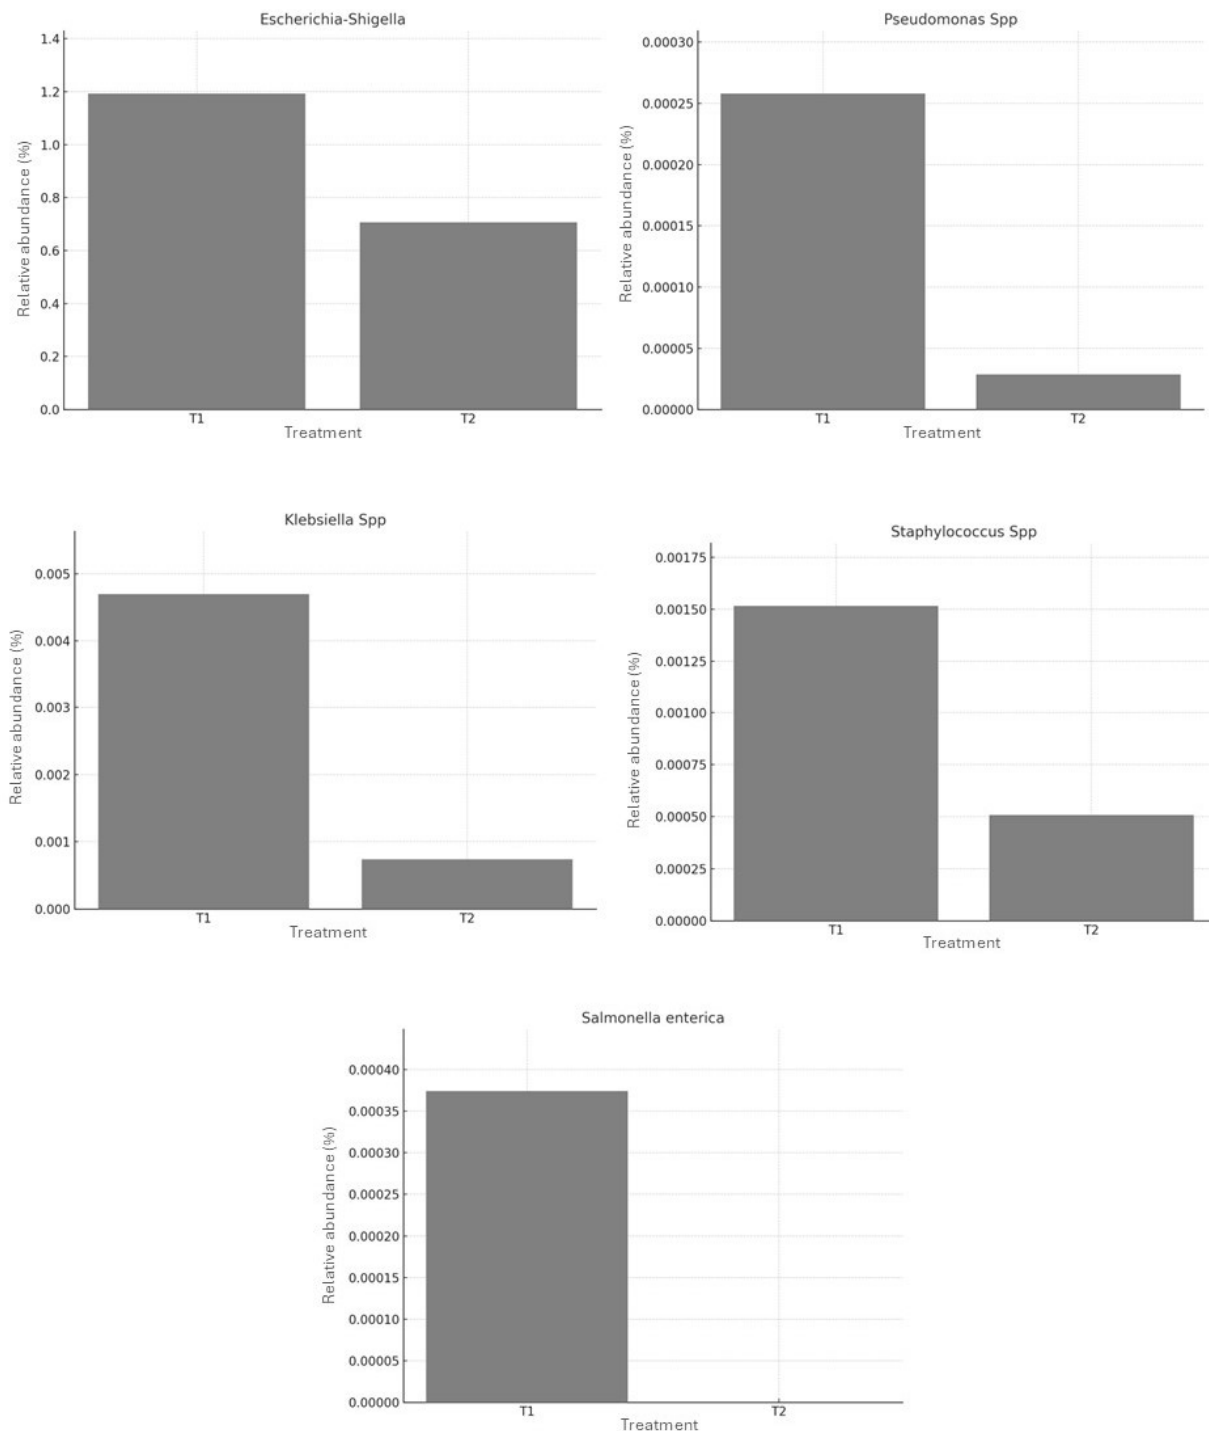 Escherichia-Shigella
Relative abundance (%)
1.4
1.2
1.0
0.8
0.6
0.4
0.2
0.0
T1
T2
Treatment
Pseudomonas Spp
Relative abundance (%)
0.00030
0.00025
0.00020
0.00015
0.00010
0.00005
0.00000
T1
T2
Treatment
Klebsiella Spp
Relative abundance (%)
0.005
0.004
0.003
0.002
0.001
0.000
T1
T2
Treatment
Staphylococcus Spp
Relative abundance (%)
0.00175
0.00150
0.00125
0.00100
0.00075
0.00050
0.00025
0.00000
T1
T2
Treatment
Salmonella enterica
Relative abundance (%)
0.00040
0.00035
0.00030
0.00025
0.00020
0.00015
0.00010
0.00005
0.00000
T1
T2
Treatment